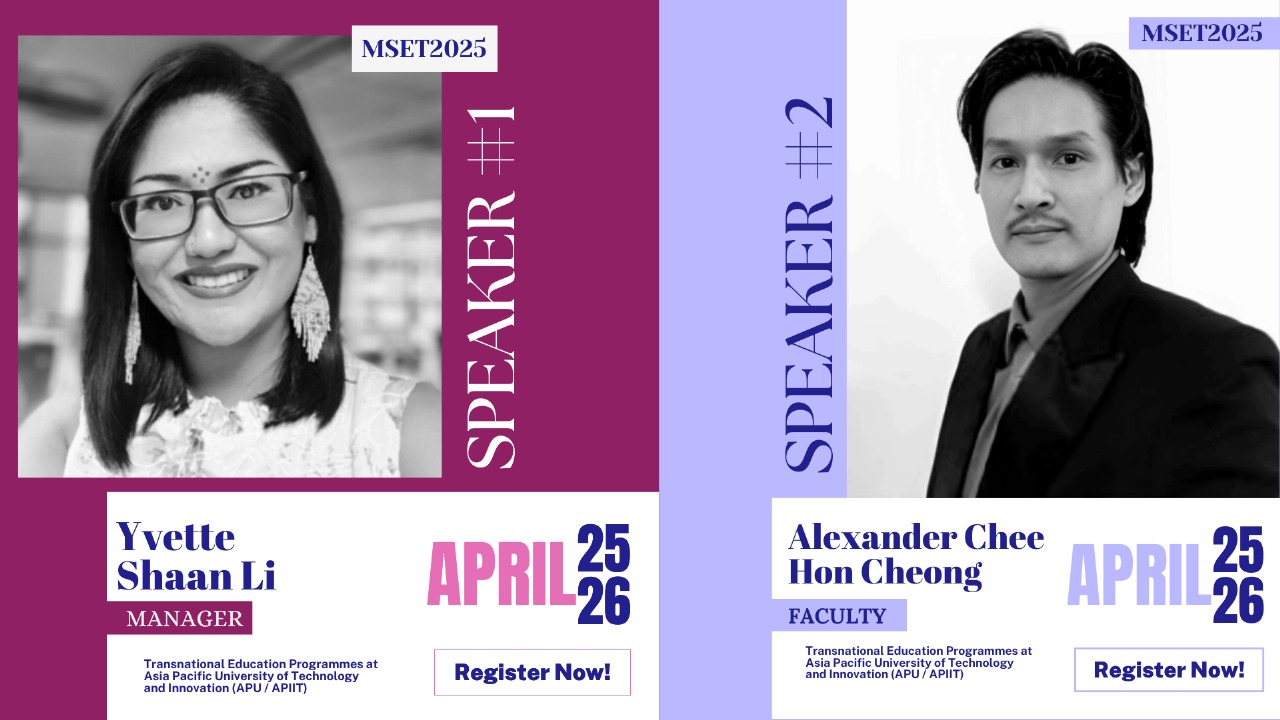 MSET2025
SPEAKER #1
Yvette
Shaan Li
MANAGER
Transnational Education Programmes at
Asia Pacific University of Technology
and Innovation (APU / APIIT)
APRIL
25
26
Register Now!
MSET2025
SPEAKER #2
Alexander Chee
Hon Cheong
FACULTY
Transnational Education Programmes at
Asia Pacific University of Technology
and Innovation (APU / APIIT)
APRIL
25
26
Register Now!